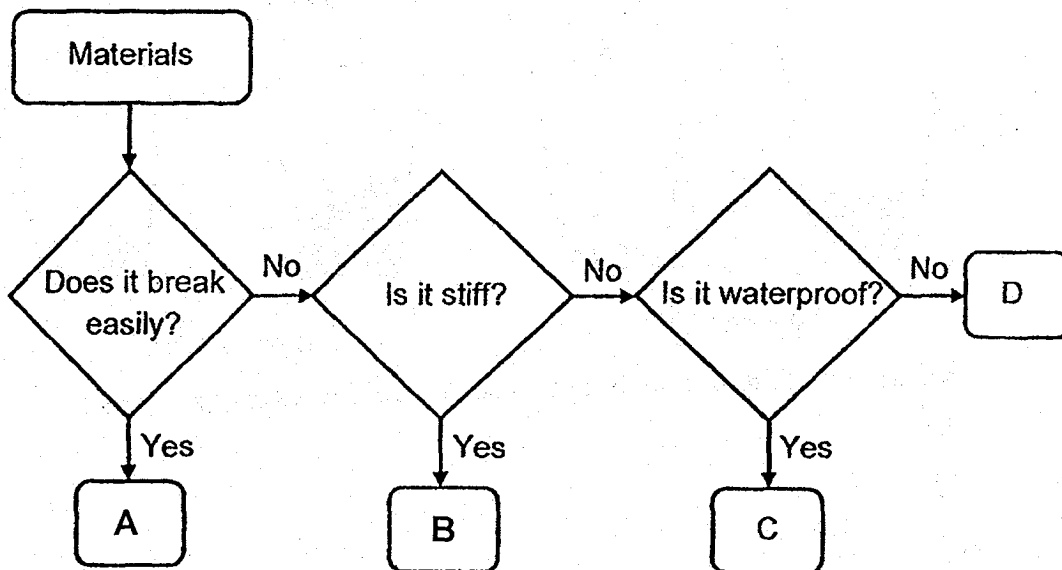 Materials
Does it break
easily?
No
Is it stiff?
No
Is it waterproof?
No
D
Yes
A
Yes
B
Yes
C